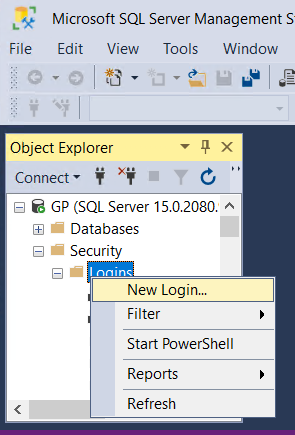 Microsoft SQL Server Management S
File Edit View Tools Window
Object Explorer
Connect
GP (SQL Server 15.0.2080.
Databases
Security
Logins
New Login...
Filter
Start PowerShell
Reports
Refresh